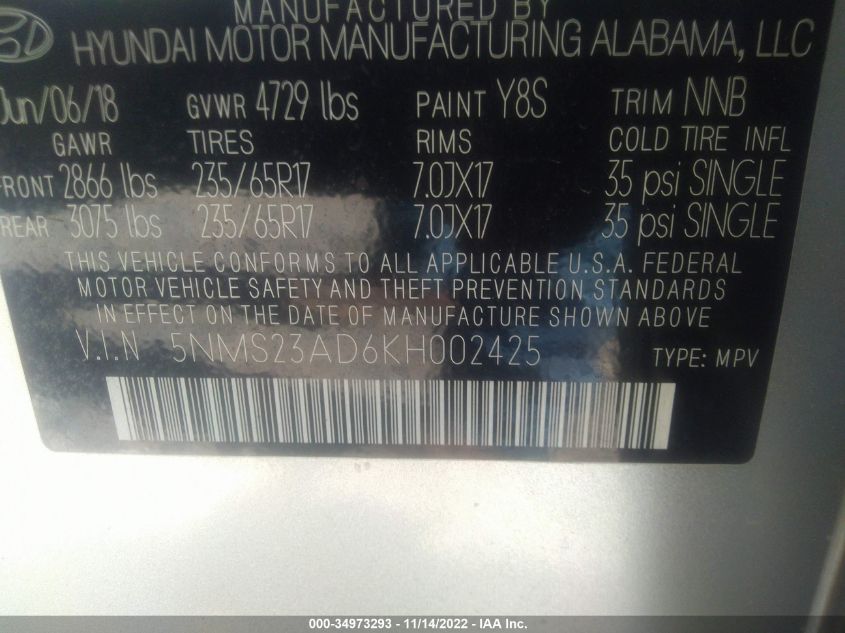 MANUFACTURED BY
HYUNDAI MOTOR MANUFACTURING ALABAMA, LLC
Jun/06/18 GVWR 4729 lbs PAINT Y8S TRIM NNB
GAWR TIRES RIMS COLD TIRE INFL
FRONT 2866 lbs 235/65R17 7.0JX17 35 psi SINGLE
REAR 3075 lbs 235/65R17 7.0JX17 35 psi SINGLE
THIS VEHICLE CONFORMS TO ALL APPLICABLE U.S.A. FEDERAL
MOTOR VEHICLE SAFETY AND THEFT PREVENTION STANDARDS
IN EFFECT ON THE DATE OF MANUFACTURE SHOWN ABOVE
V.I.N 5NMS23AD6KH002425 TYPE: MPV
000-34973293 - 11/14/2022 - IAA Inc.